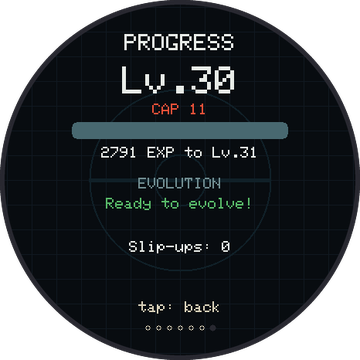 PROGRESS
Lv.30
CAP 11
2791 EXP to Lv.31
EVOLUTION
Ready to evolve!
Slip-ups: 0
tap: back